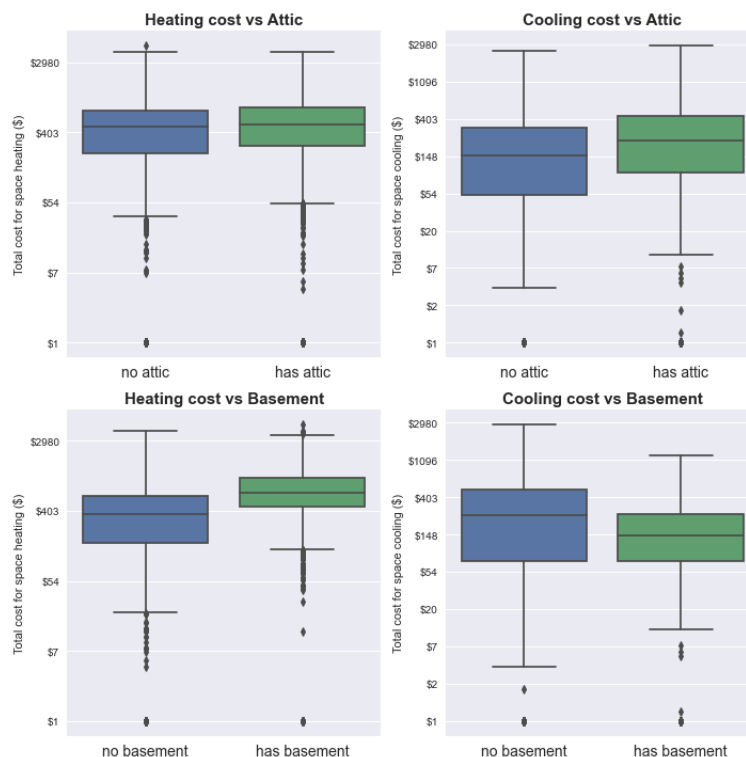 Heating cost vs Attic
Total cost for space heating ($)
$2980
$403
$54
$7
$1
no attic
has attic
Cooling cost vs Attic
Total cost for space cooling ($)
$2980
$1096
$403
$148
$54
$20
$7
$2
$1
no attic
has attic
Heating cost vs Basement
Total cost for space heating ($)
$2980
$403
$54
$7
$1
no basement
has basement
Cooling cost vs Basement
Total cost for space cooling ($)
$2980
$1096
$403
$148
$54
$20
$7
$2
$1
no basement
has basement